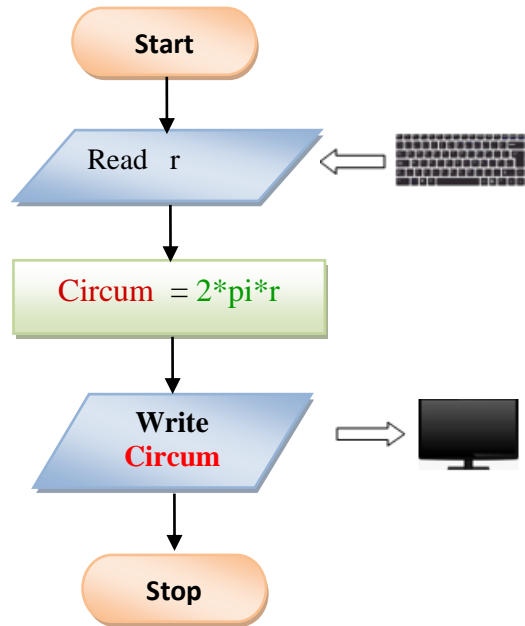 Start
Read r
Circum = 2*pi*r
Write
Circum
Stop